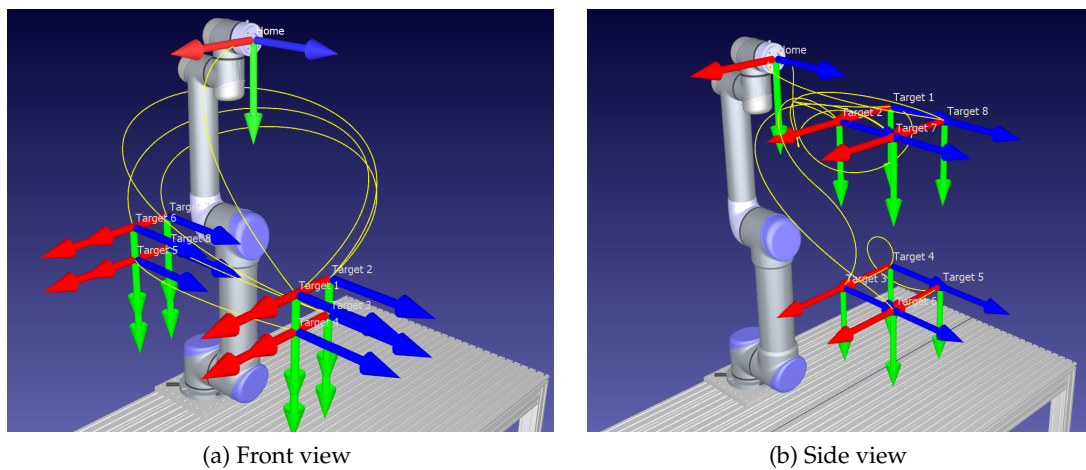 Home
Target 6
Target
Target 8
Target 5
Target 2
Target 1
Target 3
Target 4
(a) Front view
Home
Target 1
Target 2
Target 8
Target 7
Target 4
Target 3
Target 5
Target 6
(b) Side view